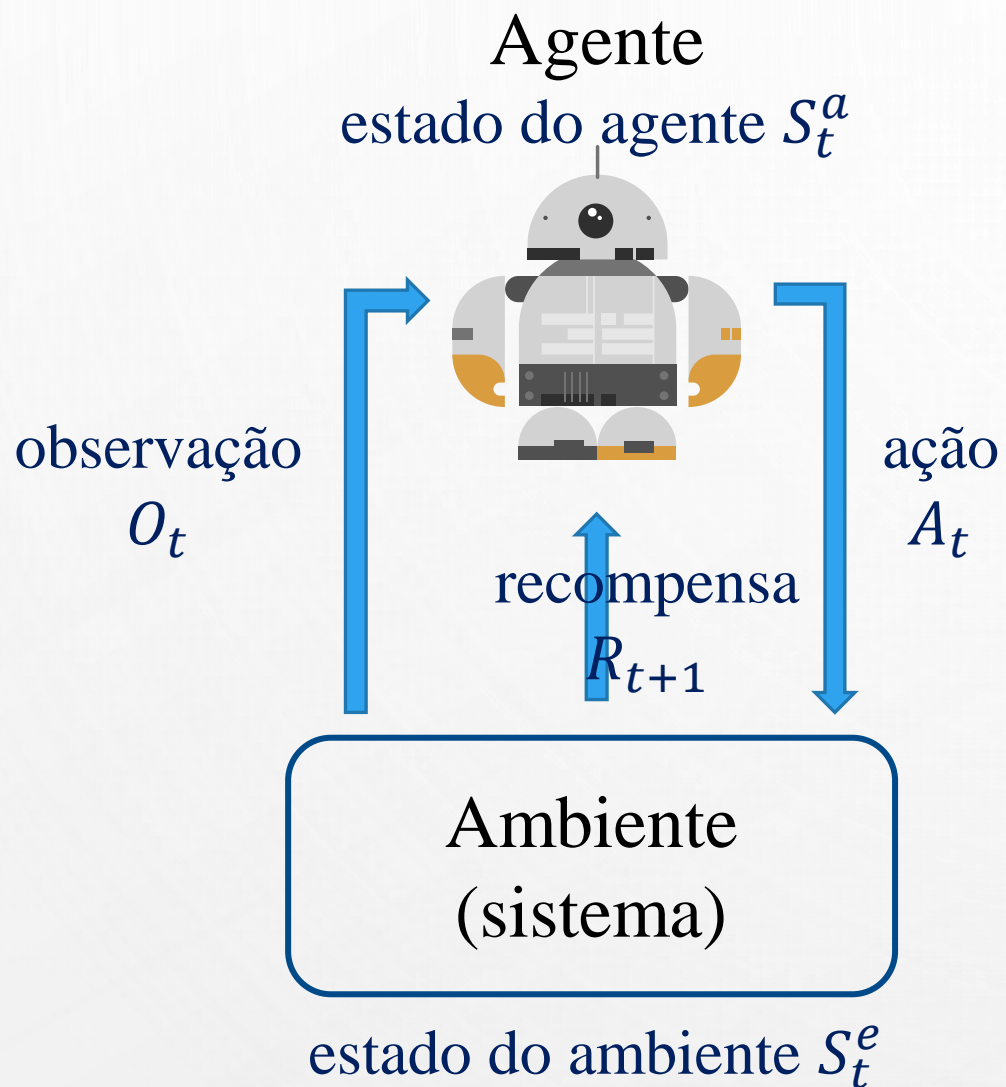 Agente
estado do agente $S_t^a$
observação
$O_t$
ação
$A_t$
recompensa
$R_{t+1}$
Ambiente
(sistema)
estado do ambiente $S_t^e$